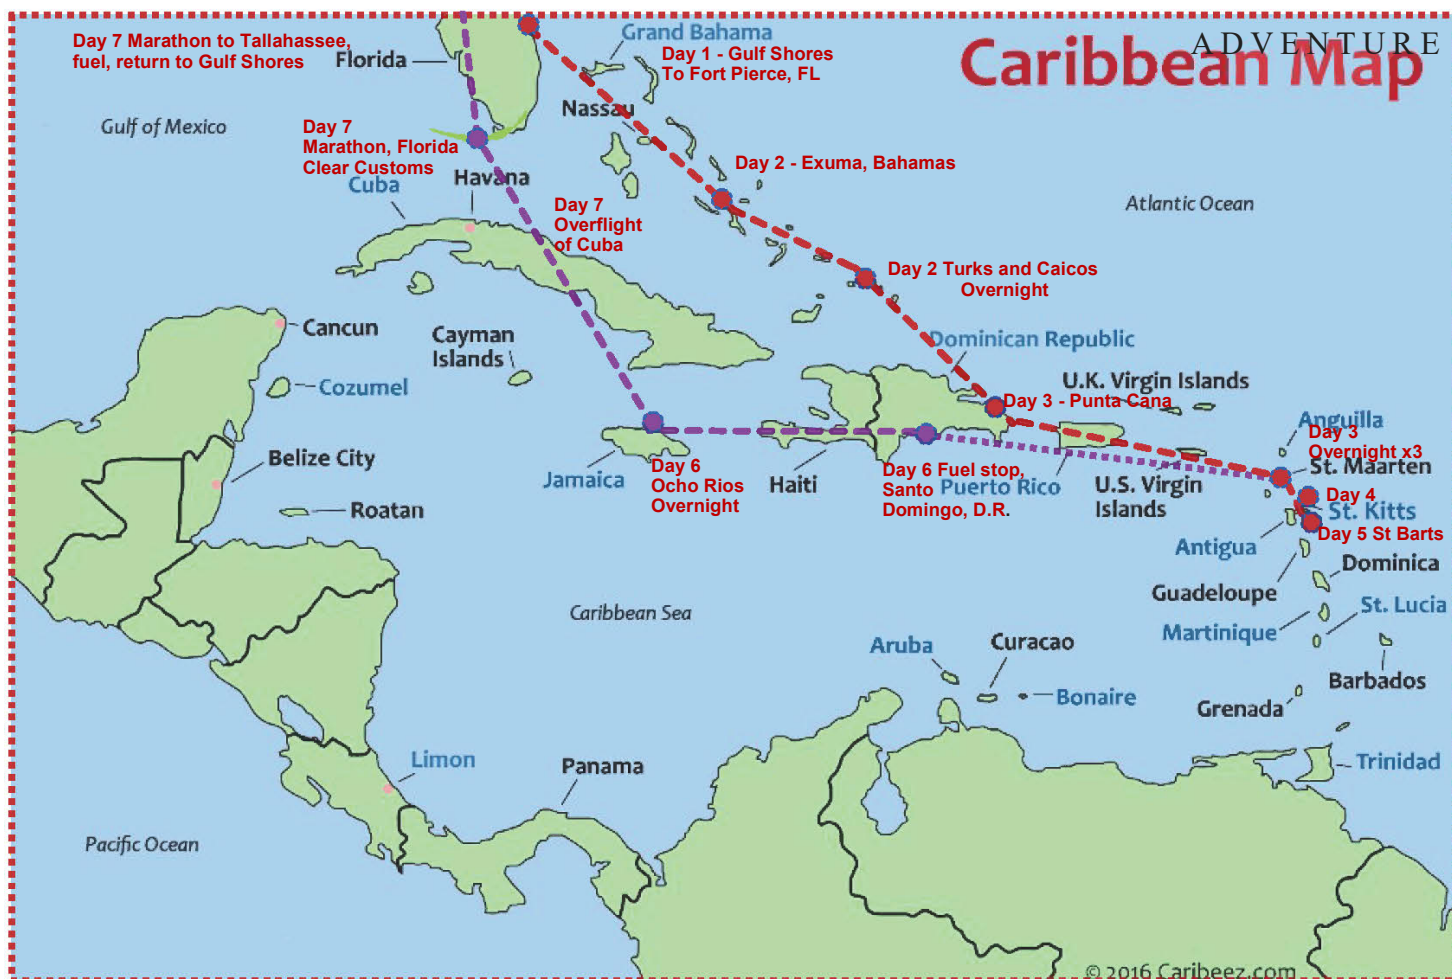 ADVENTURE
Caribbean Map
Day 7 Marathon to Tallahassee,
fuel, return to Gulf Shores
Florida
Grand Bahama
Day 1 - Gulf Shores
To Fort Pierce, FL
Nassau
Gulf of Mexico
Day 7
Marathon, Florida
Clear Customs
Day 2 - Exuma, Bahamas
Cuba
Havana
Day 7
Overflight
of Cuba
Atlantic Ocean
Day 2 Turks and Caicos
Overnight
Cancun
Cayman
Islands
Dominican Republic
Cozumel
U.K. Virgin Islands
Day 3 - Punta Cana
Anguilla
Day 3
Overnight x3
St. Maarten
Belize City
Jamaica
Day 6
Ocho Rios
Overnight
Haiti
Day 6 Fuel stop,
Santo
Domingo, D.R.
Puerto Rico
U.S. Virgin
Islands
Day 4
St. Kitts
Day 5 St Barts
Roatan
Antigua
Dominica
Guadeloupe
Caribbean Sea
St. Lucia
Martinique
Aruba
Curacao
Barbados
Bonaire
Grenada
Limon
Panama
Trinidad
Pacific Ocean
© 2016 Caribeez.com